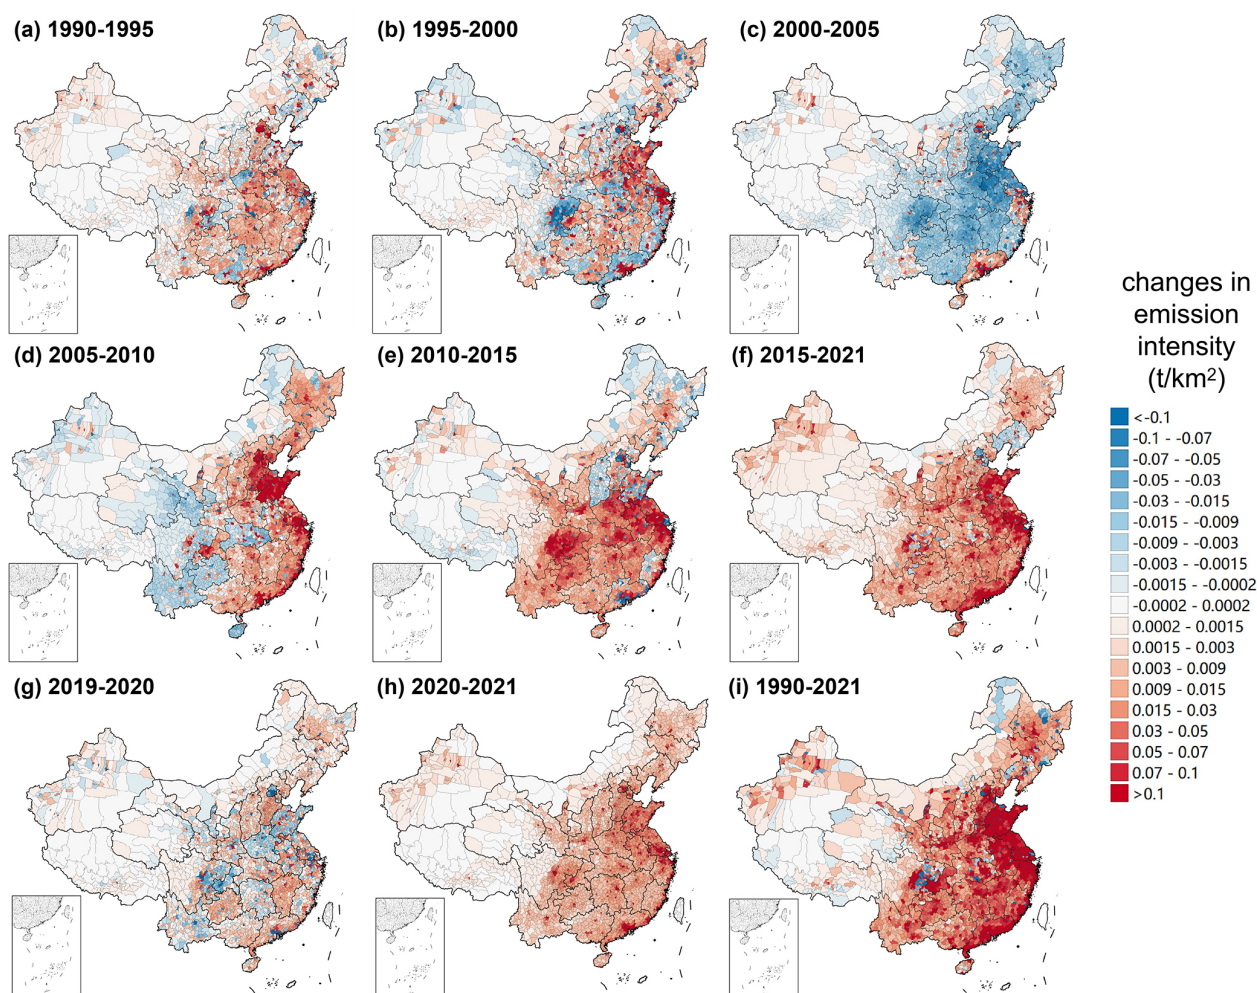 (a) 1990-1995
(b) 1995-2000
(c) 2000-2005
(d) 2005-2010
(e) 2010-2015
(f) 2015-2021
(g) 2019-2020
(h) 2020-2021
(i) 1990-2021
changes in
emission
intensity
(t/km²)
<-0.1
-0.1 - -0.07
-0.07 - -0.05
-0.05 - -0.03
-0.03 - -0.015
-0.015 - -0.009
-0.009 - -0.003
-0.003 - -0.0015
-0.0015 - -0.0002
-0.0002 - 0.0002
0.0002 - 0.0015
0.0015 - 0.003
0.003 - 0.009
0.009 - 0.015
0.015 - 0.03
0.03 - 0.05
0.05 - 0.07
0.07 - 0.1
>0.1